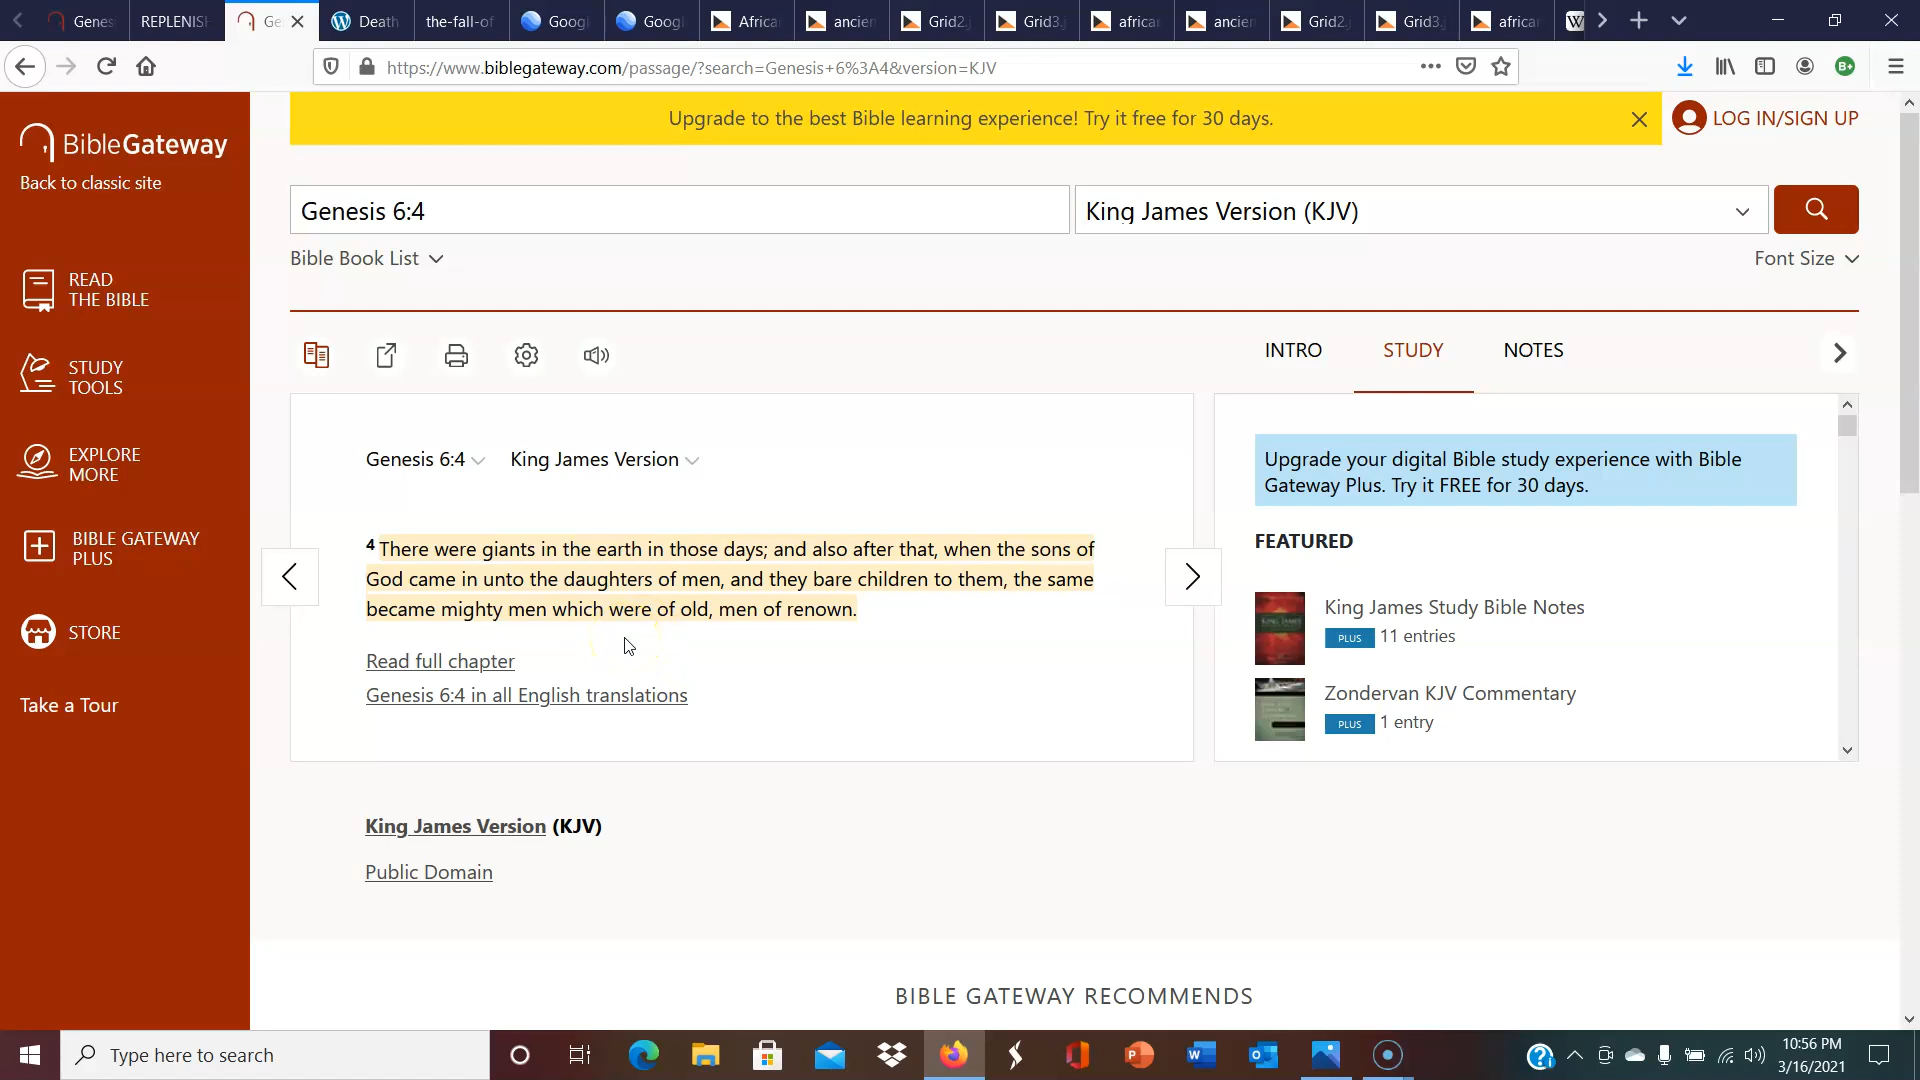 Genes
REPLENISH
Ge
Death
the-fall-of
Googl
Googl
Africa
ancien
Grid2.j
Grid3.j
africa
ancien
Grid2.j
Grid3.j
africa
W
https://www.biblegateway.com/passage/?search=Genesis+6%3A4&version=KJV
B+
BibleGateway
Back to classic site
Upgrade to the best Bible learning experience! Try it free for 30 days.
LOG IN/SIGN UP
Genesis 6:4
King James Version (KJV)
Bible Book List
Font Size
READ
THE BIBLE
STUDY
TOOLS
EXPLORE
MORE
BIBLE GATEWAY
PLUS
STORE
Take a Tour
INTRO
STUDY
NOTES
Genesis 6:4
King James Version
4 There were giants in the earth in those days; and also after that, when the sons of
God came in unto the daughters of men, and they bare children to them, the same
became mighty men which were of old, men of renown.
Read full chapter
Genesis 6:4 in all English translations
Upgrade your digital Bible study experience with Bible
Gateway Plus. Try it FREE for 30 days.
FEATURED
King James Study Bible Notes
PLUS 11 entries
Zondervan KJV Commentary
PLUS 1 entry
King James Version (KJV)
Public Domain
BIBLE GATEWAY RECOMMENDS
Type here to search
10:56 PM
3/16/2021